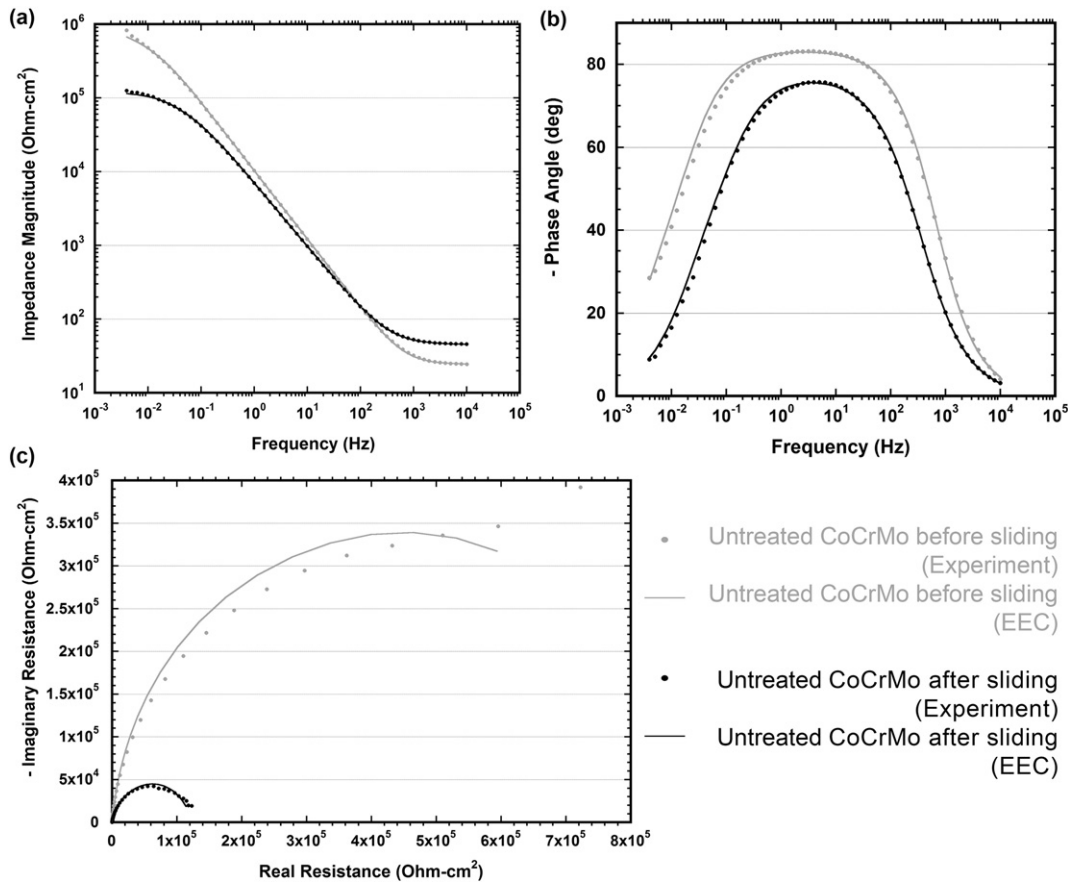 (a)
10⁶
10⁵
10⁴
10³
10²
10¹
Impedance Magnitude (Ohm-cm²)
10⁻³ 10⁻² 10⁻¹ 10⁰ 10¹ 10² 10³ 10⁴ 10⁵
Frequency (Hz)
(b)
80
60
40
20
0
- Phase Angle (deg)
10⁻³ 10⁻² 10⁻¹ 10⁰ 10¹ 10² 10³ 10⁴ 10⁵
Frequency (Hz)
(c)
4x10⁵
3.5x10⁵
3x10⁵
2.5x10⁵
2x10⁵
1.5x10⁵
1x10⁵
5x10⁴
0
- Imaginary Resistance (Ohm-cm²)
0 1x10⁵ 2x10⁵ 3x10⁵ 4x10⁵ 5x10⁵ 6x10⁵ 7x10⁵ 8x10⁵
Real Resistance (Ohm-cm²)
Untreated CoCrMo before sliding
(Experiment)
Untreated CoCrMo before sliding
(EEC)
Untreated CoCrMo after sliding
(Experiment)
Untreated CoCrMo after sliding
(EEC)